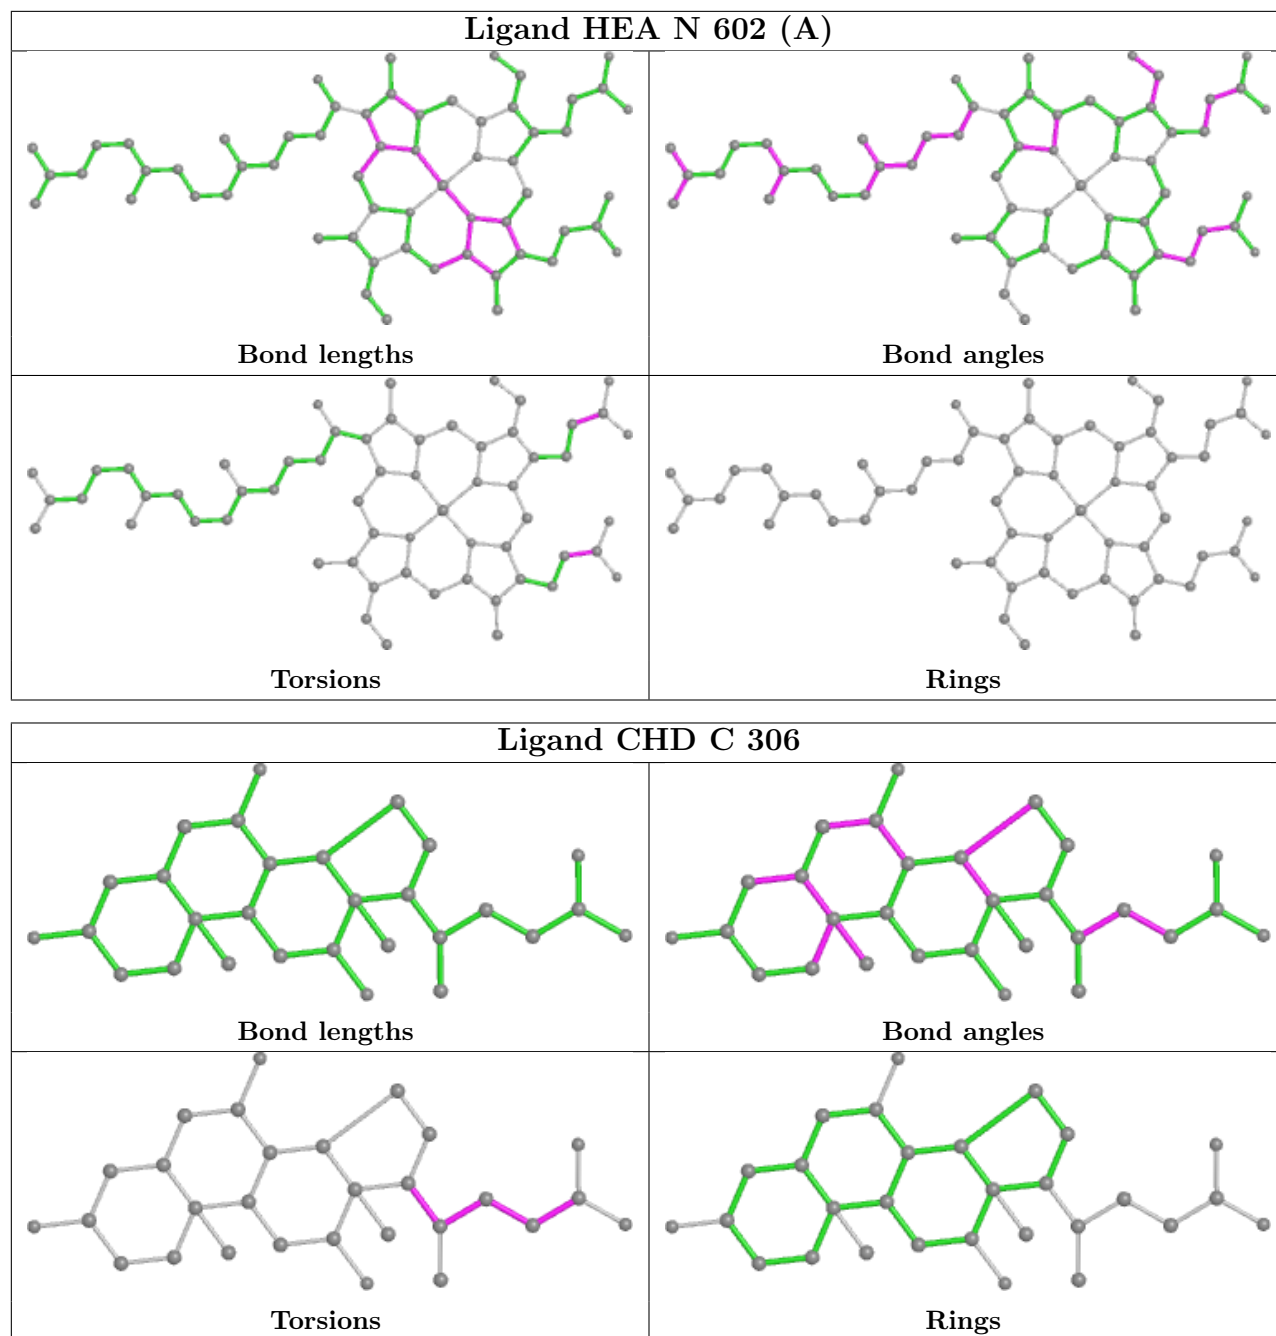 Ligand HEA N 602 (A)
Bond lengths
Bond angles
Torsions
Rings
Ligand CHD C 306
Bond lengths
Bond angles
Torsions
Rings